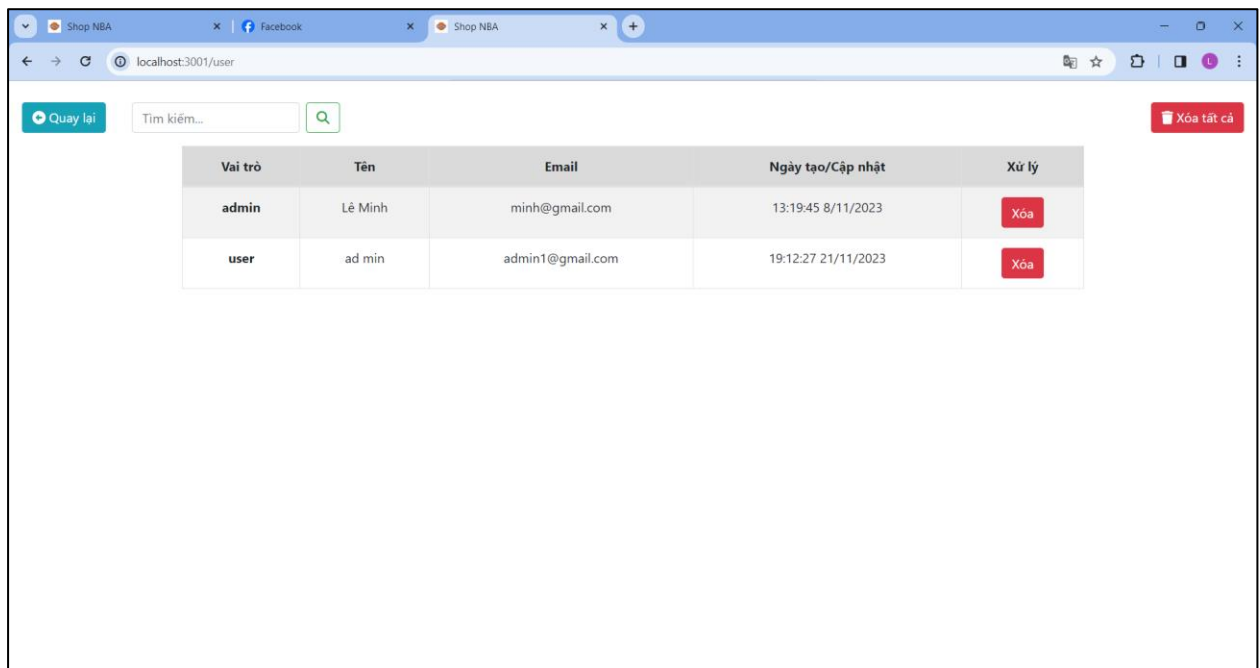 Shop NBA Facebook Shop NBA
localhost:3001/user L
Quay lại Tìm kiếm... Xóa tất cả
Vai trò Tên Email Ngày tạo/Cập nhật Xử lý
admin Lê Minh minh@gmail.com 13:19:45 8/11/2023 Xóa
user ad min admin1@gmail.com 19:12:27 21/11/2023 Xóa